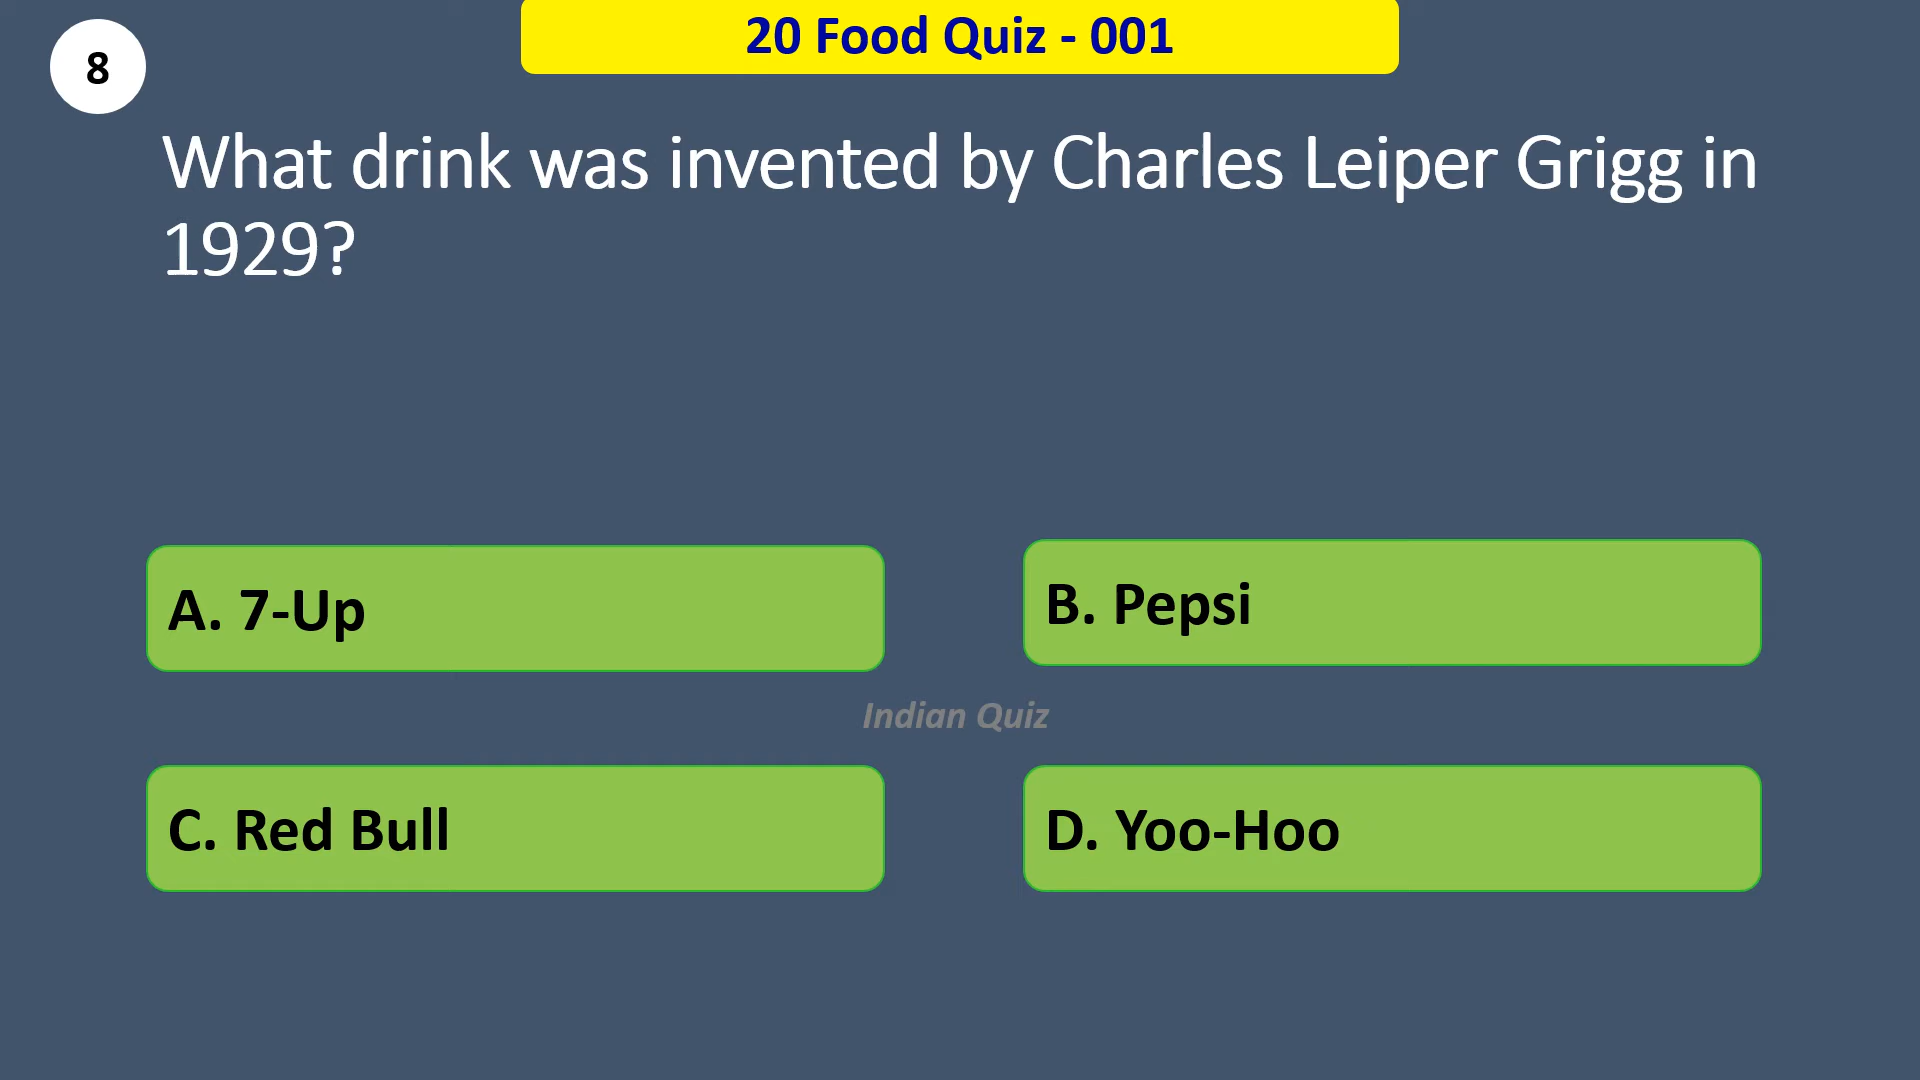 20 Food Quiz - 001
8
What drink was invented by Charles Leiper Grigg in
1929?
A. 7-Up
B. Pepsi
Indian Quiz
C. Red Bull
D. Yoo-Hoo